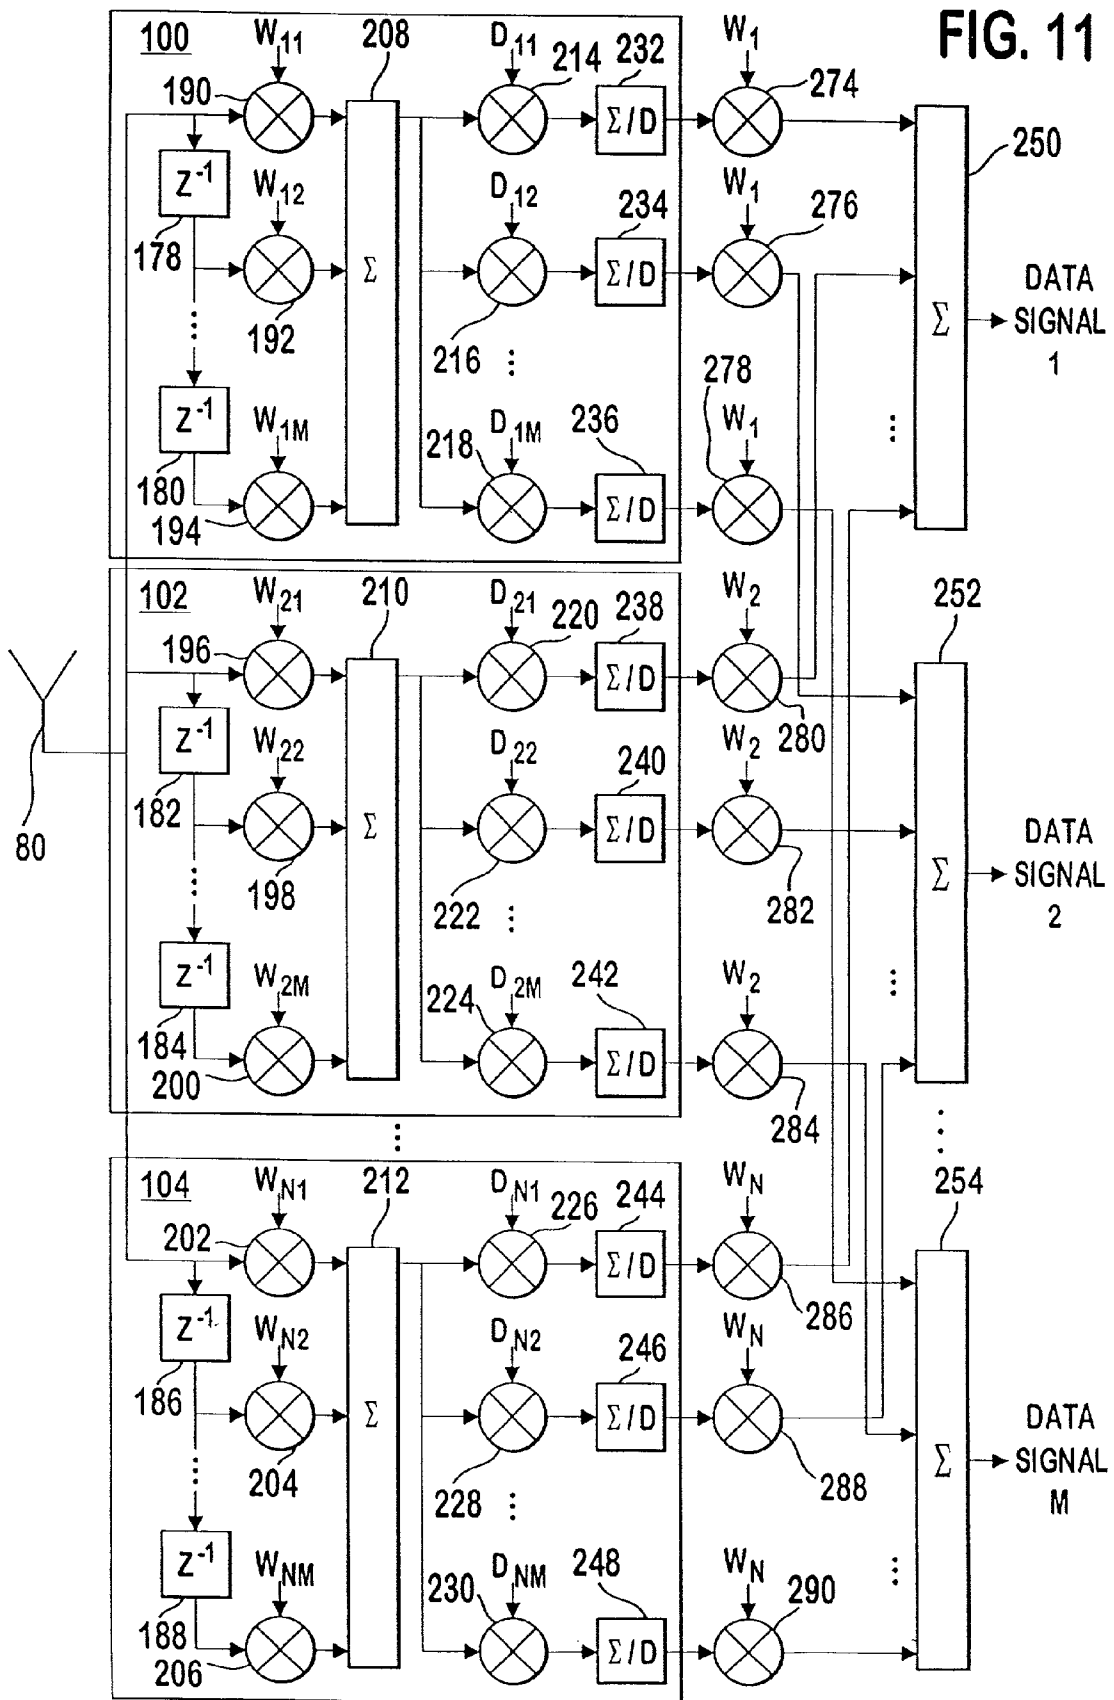 FIG. 11
100
W11
208
D11
214
232
W1
274
190
Σ/D
250
Z-1
178
W12
192
Σ
D12
216
234
Σ/D
W1
276
Σ
DATA
SIGNAL
1
...
...
278
...
Z-1
180
W1M
194
D1M
218
236
Σ/D
W1
102
W21
210
D21
220
238
W2
252
196
Σ/D
280
Z-1
182
W22
198
Σ
D22
222
240
Σ/D
W2
282
Σ
DATA
SIGNAL
2
80
...
...
...
Z-1
184
W2M
200
D2M
224
242
Σ/D
W2
284
...
...
104
WN1
212
DN1
226
244
WN
254
202
Σ/D
286
Z-1
186
WN2
204
Σ
DN2
228
246
Σ/D
WN
288
Σ
DATA
SIGNAL
M
...
...
...
Z-1
188
WNM
206
DNM
230
248
Σ/D
WN
290